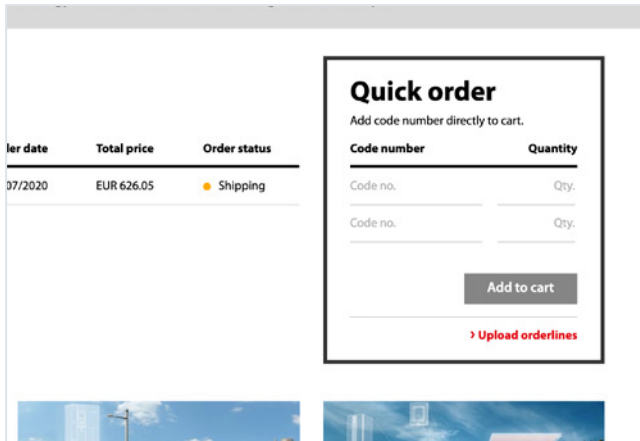 Quick order
Add code number directly to cart.
Code number Quantity
Code no. Qty.
Code no. Qty.
Add to cart
› Upload orderlines
ler date Total price Order status
07/2020 EUR 626.05 Shipping